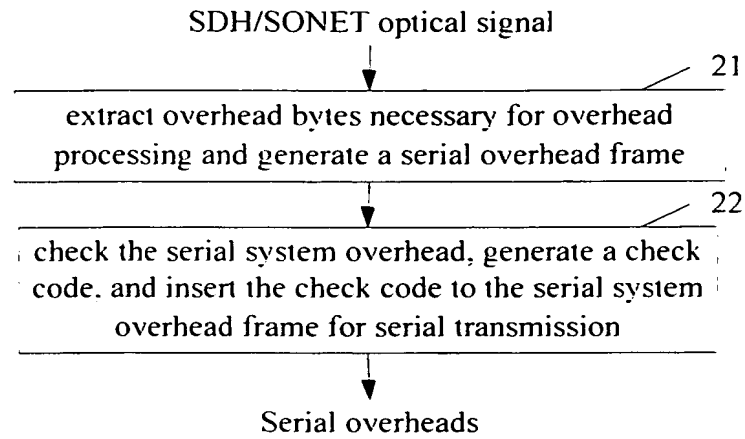 SDH/SONET optical signal
21
extract overhead bytes necessary for overhead
processing and generate a serial overhead frame
22
check the serial system overhead, generate a check
code. and insert the check code to the serial system
overhead frame for serial transmission
Serial overheads